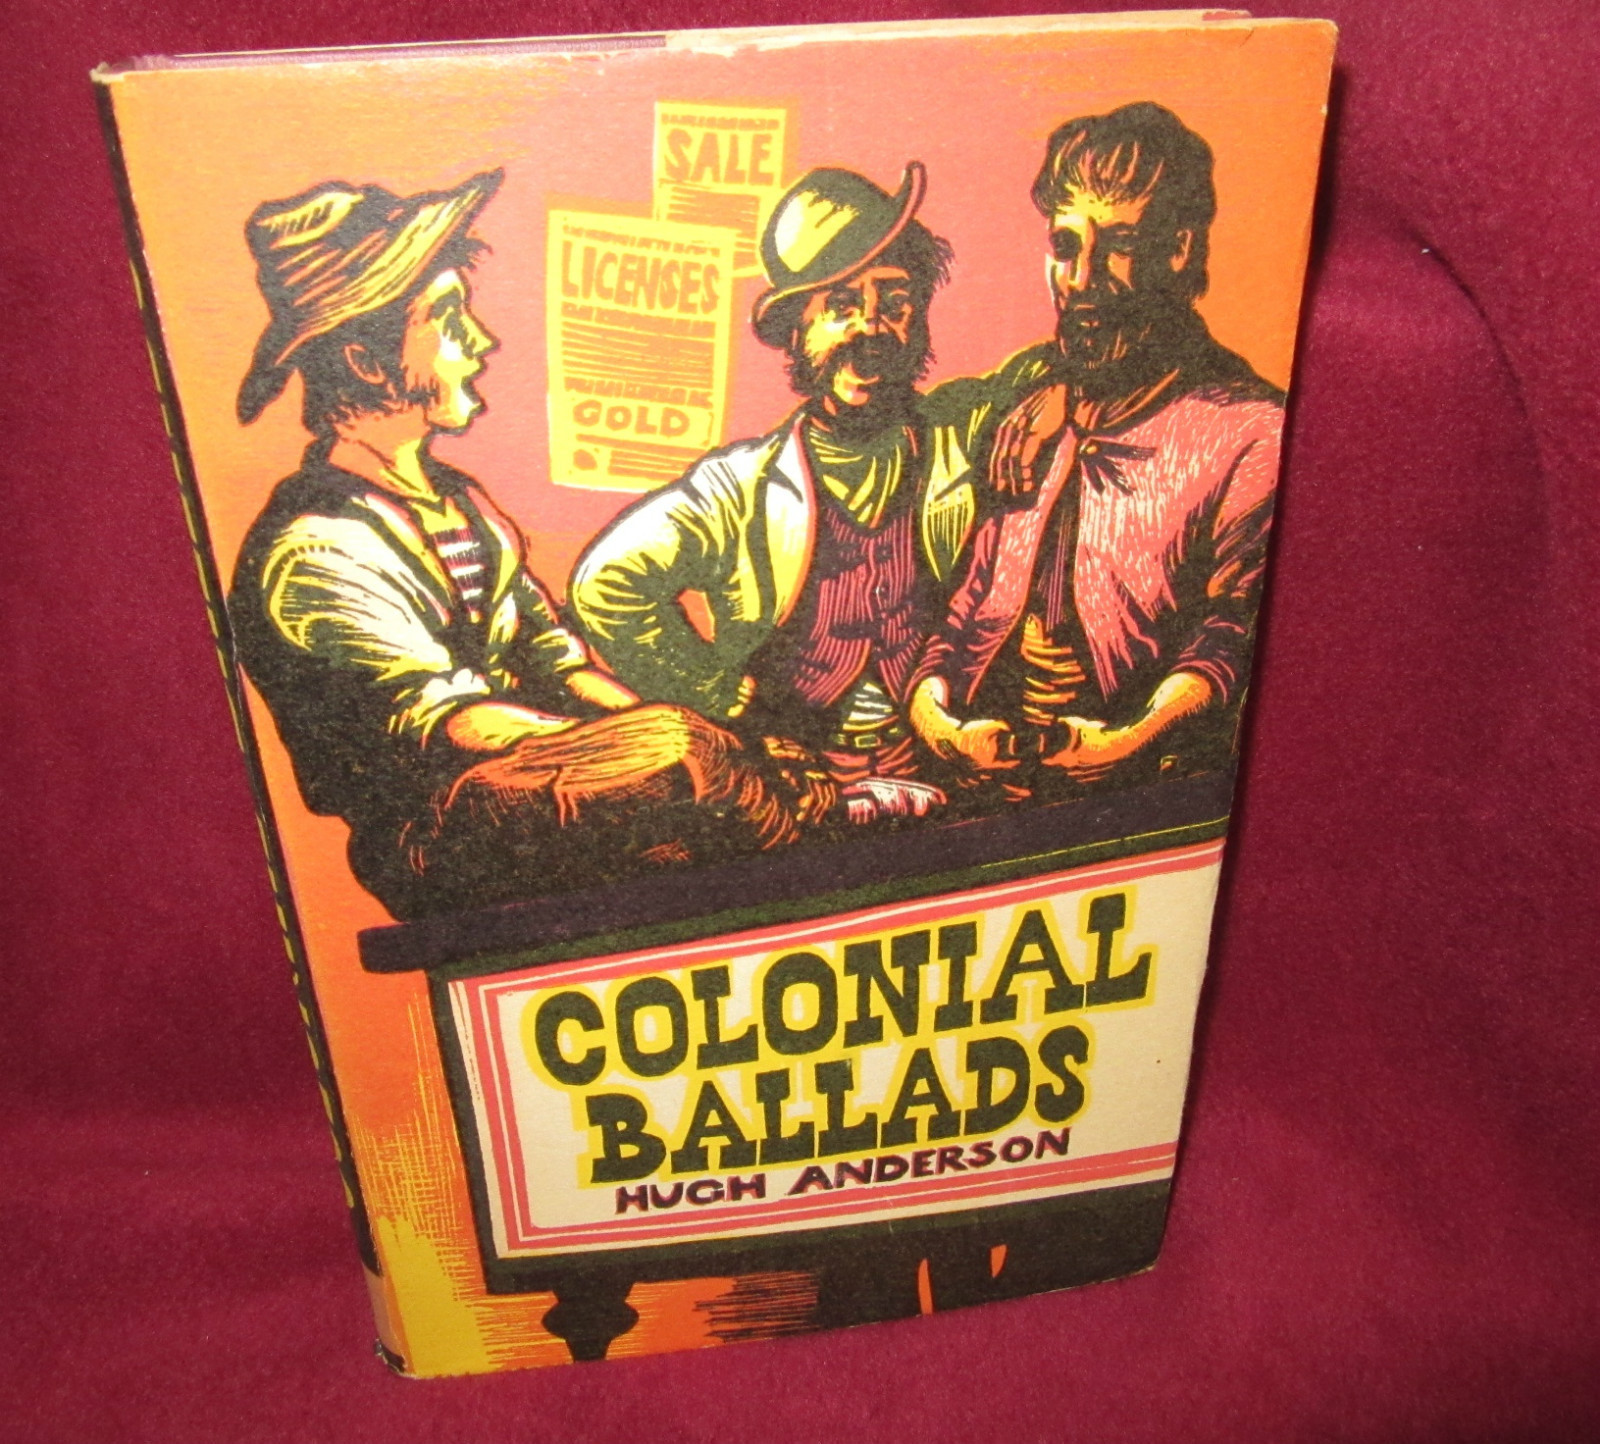 SALE
LICENSES
GOLD
COLONIAL
BALLADS
HUGH ANDERSON